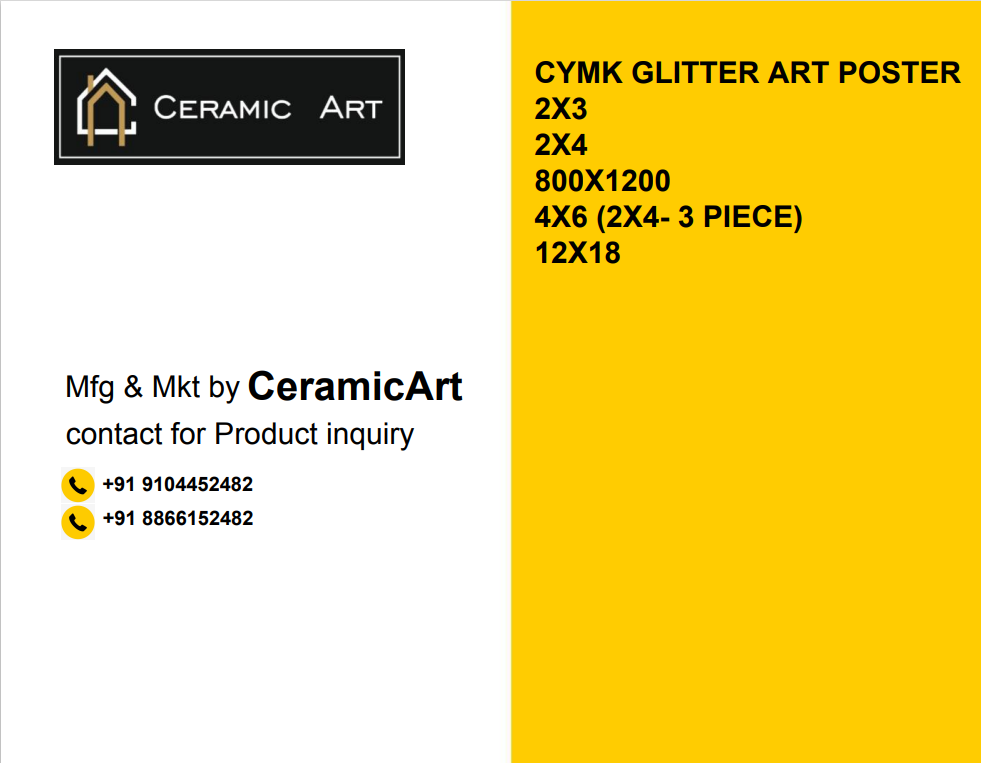 CERAMIC ART
Mfg & Mkt by CeramicArt
contact for Product inquiry
+91 9104452482
+91 8866152482
CYMK GLITTER ART POSTER
2X3
2X4
800X1200
4X6 (2X4- 3 PIECE)
12X18